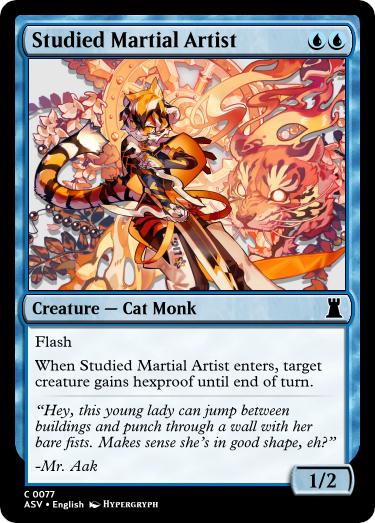 Studied Martial Artist
Creature — Cat Monk
Flash
When Studied Martial Artist enters, target
creature gains hexproof until end of turn.
“Hey, this young lady can jump between
buildings and punch through a wall with her
bare fists. Makes sense she’s in good shape, eh?”
-Mr. Aak
1/2
C 0077
ASV • English HYPERGRYPH